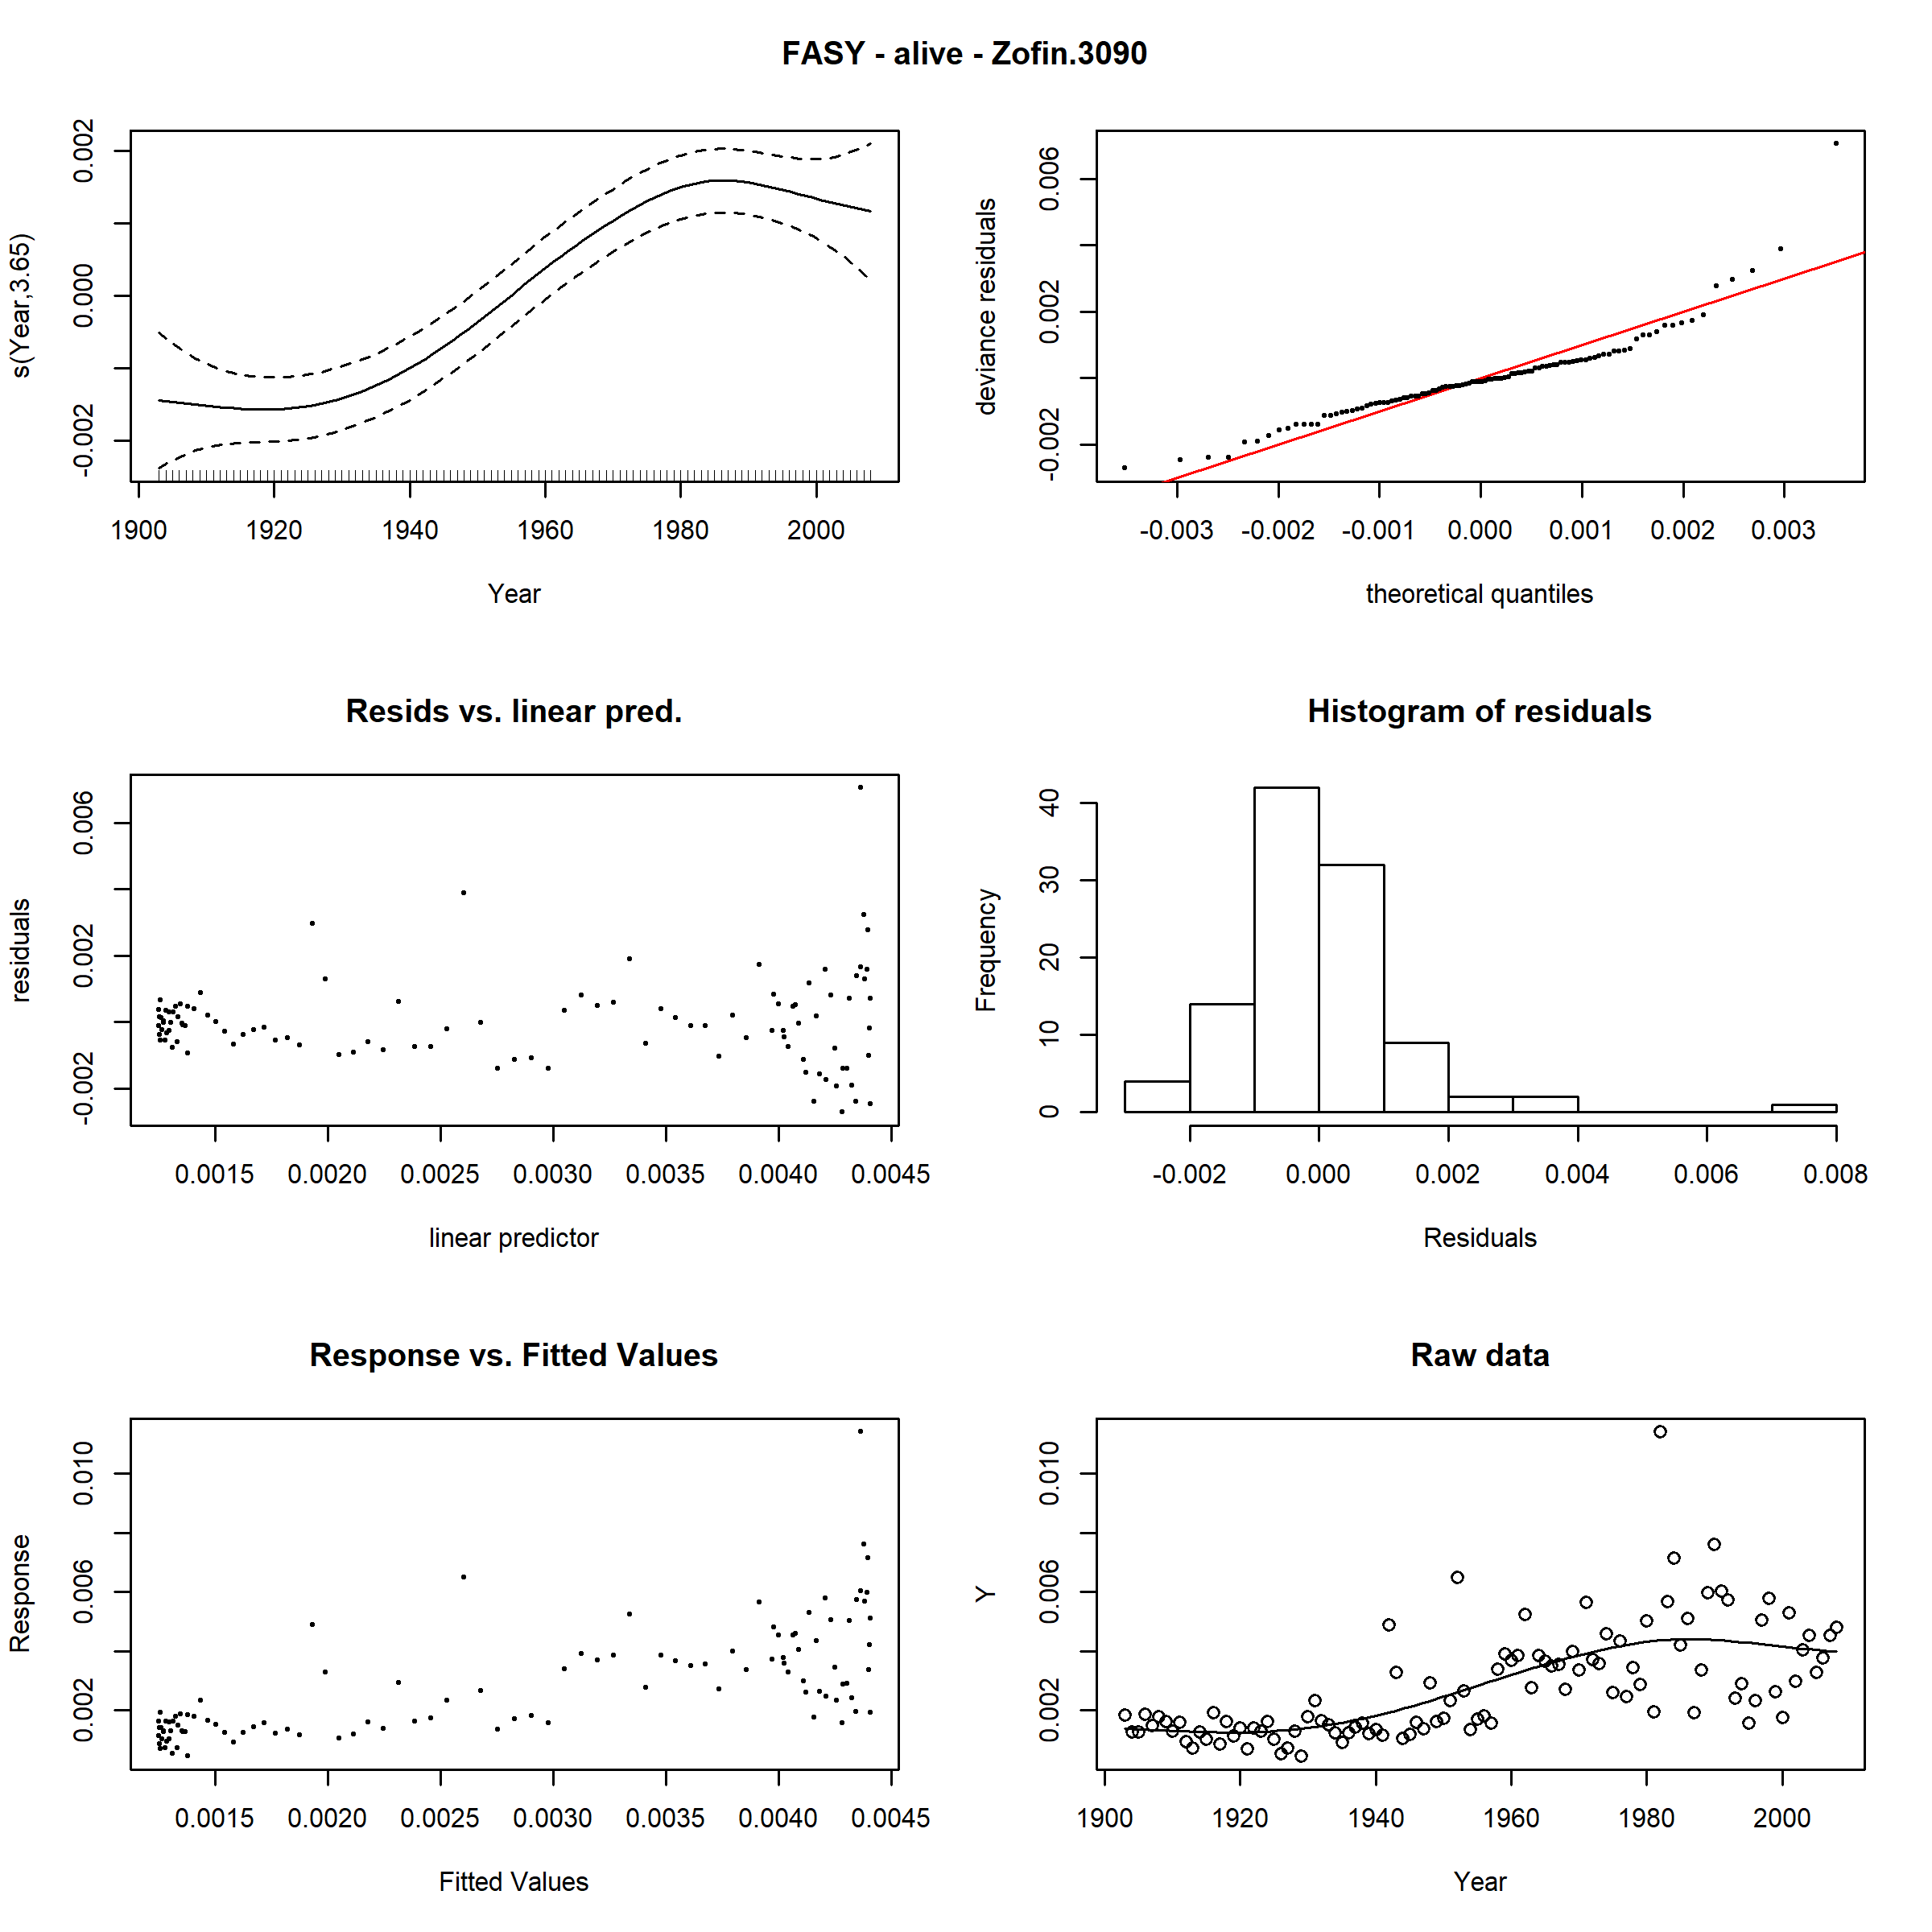 FASY - alive - Zofin.3090
s(Year,3.65)
-0.002 0.000 0.002
1900 1920 1940 1960 1980 2000
Year
deviance residuals
-0.002 0.002 0.006
-0.003 -0.002 -0.001 0.000 0.001 0.002 0.003
theoretical quantiles
Resids vs. linear pred.
residuals
-0.002 0.002 0.006
0.0015 0.0020 0.0025 0.0030 0.0035 0.0040 0.0045
linear predictor
Histogram of residuals
Frequency
0 10 20 30 40
-0.002 0.000 0.002 0.004 0.006 0.008
Residuals
Response vs. Fitted Values
Response
0.002 0.006 0.010
0.0015 0.0020 0.0025 0.0030 0.0035 0.0040 0.0045
Fitted Values
Raw data
Y
0.002 0.006 0.010
1900 1920 1940 1960 1980 2000
Year